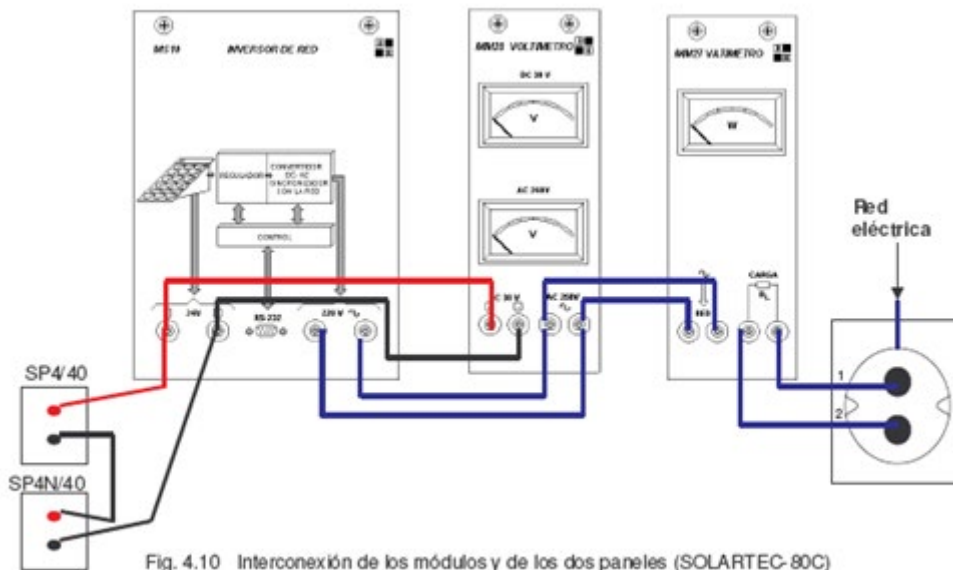 MS10 INVERSOR DE RED
REGULADOR
CONVERTIDOR
DC-AC
SINCRONIZADOR
CON LA RED
CONTROL
24V
RS-232
220 V
VOLTIMETRO
DC 30 V
V
AC 250V
V
DC 30 V
AC 250V
VATIMETRO
W
RED
CARGA
RL
Red
eléctrica
1
2
SP4/40
SP4N/40
Fig. 4.10 Interconexión de los módulos y de los dos paneles (SOLARTEC-80C)